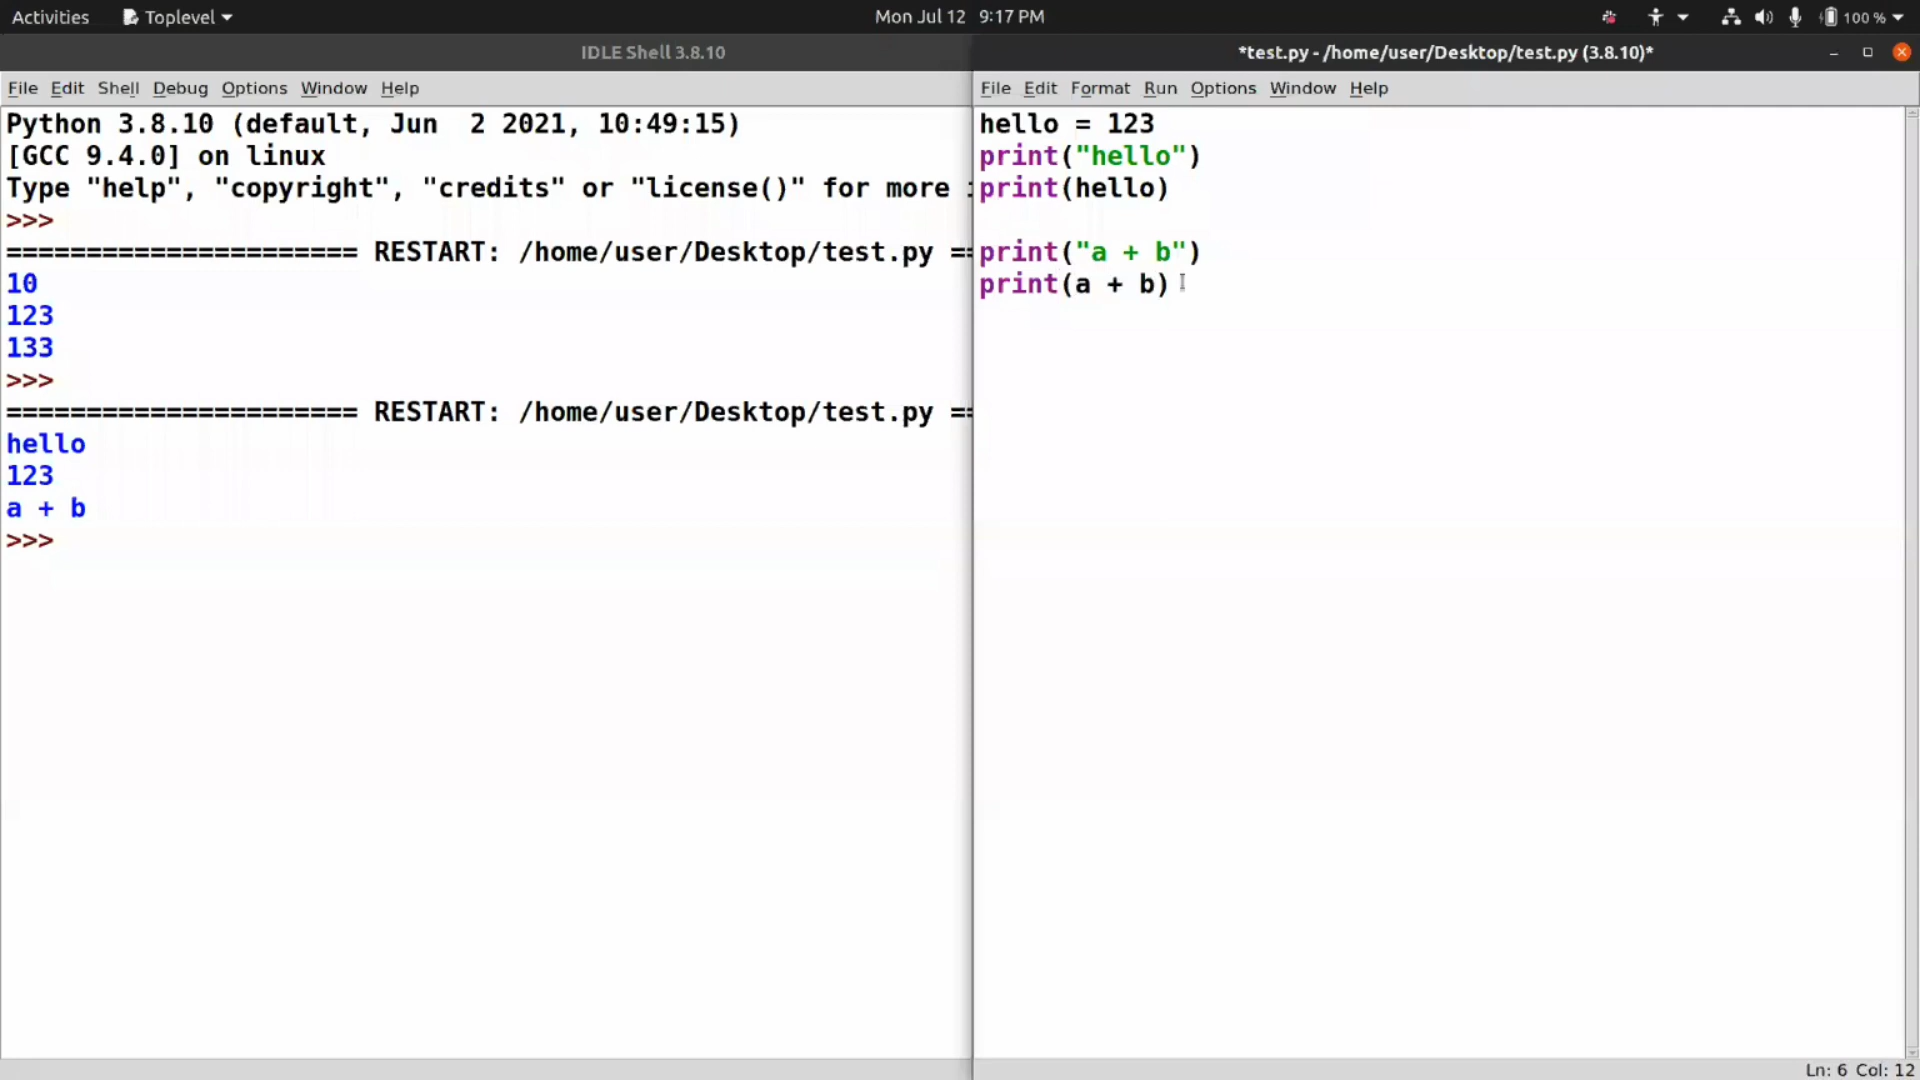 Activities Toplevel Mon Jul 12 9:17 PM 100 %
IDLE Shell 3.8.10
File Edit Shell Debug Options Window Help
Python 3.8.10 (default, Jun  2 2021, 10:49:15)
[GCC 9.4.0] on linux
Type "help", "copyright", "credits" or "license()" for more
>>>
====================== RESTART: /home/user/Desktop/test.py ==
10
123
133
>>>
====================== RESTART: /home/user/Desktop/test.py ==
hello
123
a + b
>>>
*test.py - /home/user/Desktop/test.py (3.8.10)*
File Edit Format Run Options Window Help
hello = 123
print("hello")
print(hello)
print("a + b")
print(a + b)
Ln: 6 Col: 12